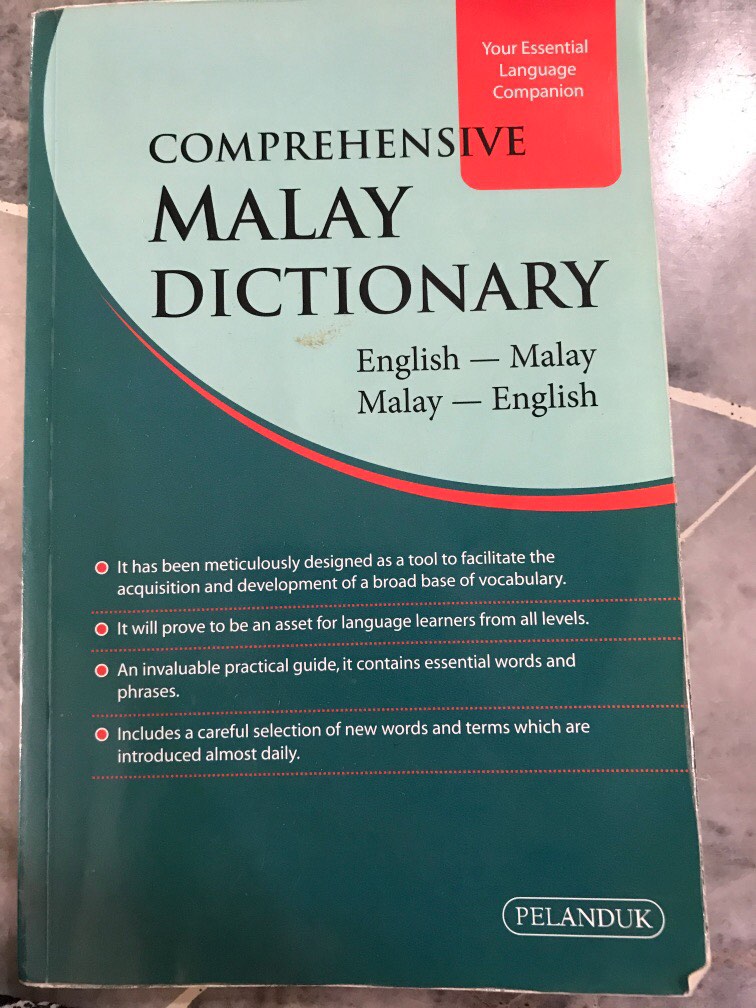 Your Essential
Language
Companion
COMPREHENSIVE
MALAY
DICTIONARY
English — Malay
Malay — English
It has been meticulously designed as a tool to facilitate the
acquisition and development of a broad base of vocabulary.
It will prove to be an asset for language learners from all levels.
An invaluable practical guide, it contains essential words and
phrases.
Includes a careful selection of new words and terms which are
introduced almost daily.
PELANDUK